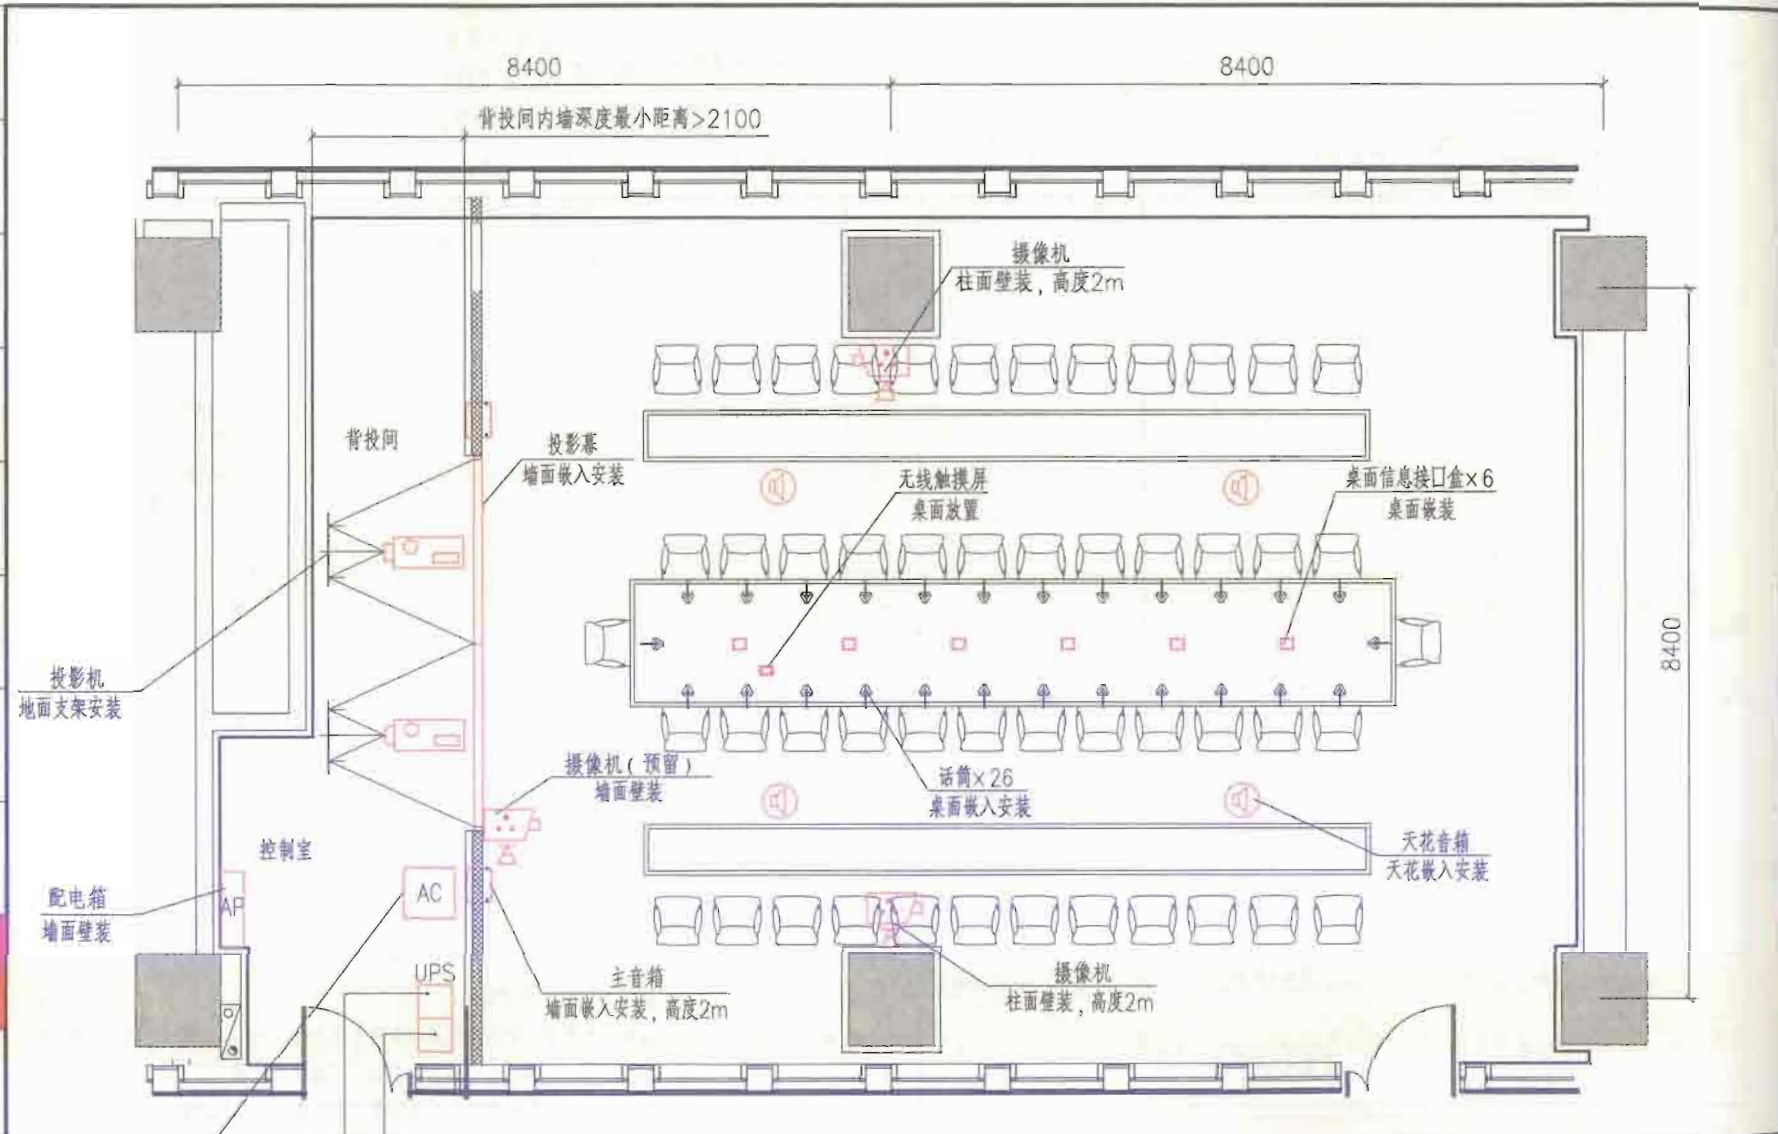 8400
8400
背投间内墙深度最小距离>2100
摄像机
柱面壁装，高度2m
背投间
投影幕
墙面嵌入安装
无线触摸屏
桌面放置
桌面信息接口盒×6
桌面嵌装
8400
投影机
地面支架安装
摄像机(预留)
墙面壁装
话筒×26
桌面嵌入安装
控制室
天花音箱
天花嵌入安装
配电箱
墙面壁装
AP
AC
UPS
主音箱
墙面嵌入安装，高度2m
摄像机
柱面壁装，高度2m